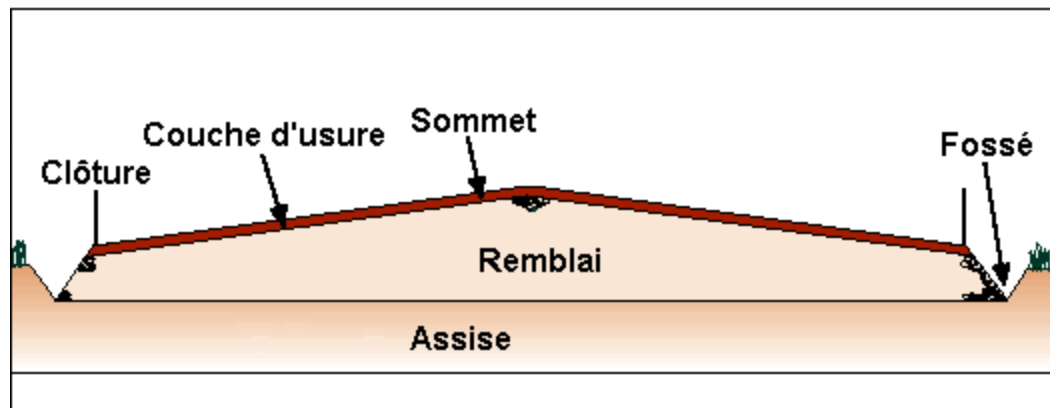 Sommet
Couche d'usure
Fossé
Clôture
Remblai
Assise